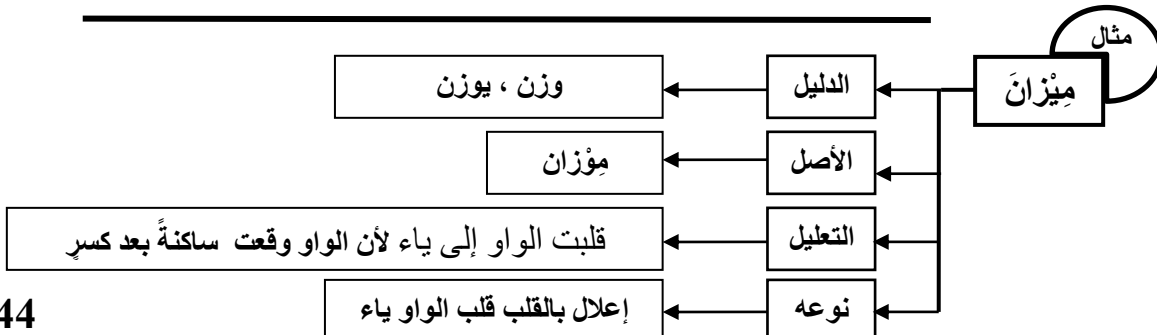 مثال
مِيْزانَ
الدليل
وزن ، يوزن
الأصل
مِوْزان
التعليل
قلبت الواو إلى ياء لأن الواو وقعت ساكنةً بعد كسرٍ
نوعه
إعلال بالقلب قلب الواو ياء
44